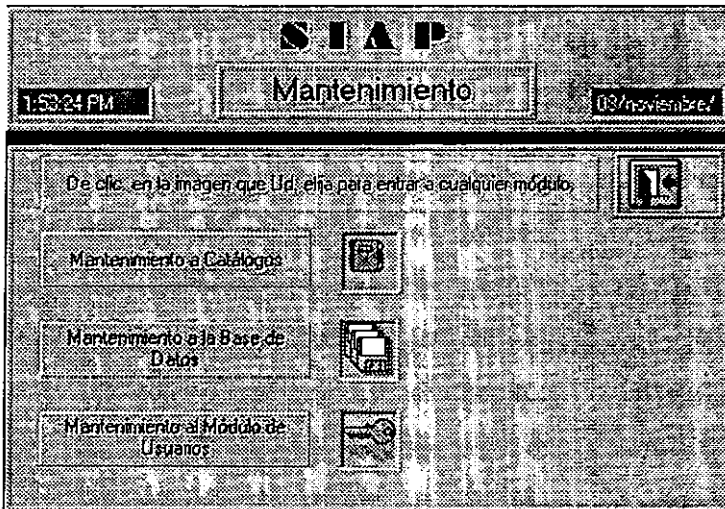 SIAP
Mantenimiento
1:53:24 PM
03/noviembre/
De clic. en la imágen que Ud, elija para entrar a cualquier módulo,
Mantenimiento a Catálogos
Mantenimiento a la Base de
Datos
Mantenimiento al Módulo de
Usuarios